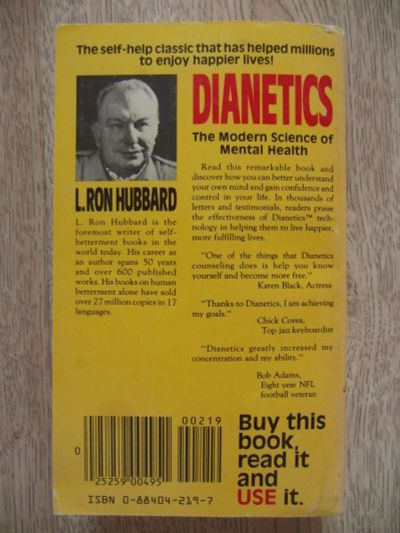 The self-help classic that has helped millions
to enjoy happier lives!
DIANETICS
The Modern Science of
Mental Health
L. RON HUBBARD
L. Ron Hubbard is the
foremost writer of self-
betterment books in the
world today. His career as
an author spans 50 years
and over 600 published
works. His books on human
betterment alone have sold
over 27 million copies in 17
languages.
Read this remarkable book and
discover how you can better understand
your own mind and gain confidence and
control in your life. In thousands of
letters and testimonials, readers praise
the effectiveness of Dianetics™ tech-
nology in helping them to live happier,
more fulfilling lives.
"One of the things that Dianetics
counseling does is help you know
yourself and become more free."
Karen Black, Actress
"Thanks to Dianetics, I am achieving
my goals."
Chick Corea,
Top jazz keyboardist
"Dianetics greatly increased my
concentration and my ability."
Bob Adams,
Eight year NFL
football veteran
00219
0
25259 00495
ISBN 0-88404-219-7
Buy this
book,
read it
and
USE it.